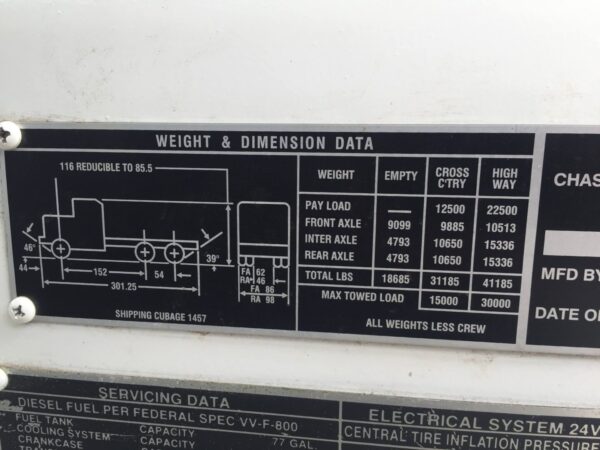 WEIGHT & DIMENSION DATA
116 REDUCIBLE TO 85.5
46°
39°
44
152
54
301.25
FA 62
RA 46
FA 86
RA 98
SHIPPING CUBAGE 1457
WEIGHT EMPTY CROSS C'TRY HIGH WAY
PAY LOAD — 12500 22500
FRONT AXLE 9099 9885 10513
INTER AXLE 4793 10650 15336
REAR AXLE 4793 10650 15336
TOTAL LBS 18685 31185 41185
MAX TOWED LOAD 15000 30000
ALL WEIGHTS LESS CREW
CHAS
MFD BY
DATE O
SERVICING DATA
DIESEL FUEL PER FEDERAL SPEC VV-F-800
FUEL TANK CAPACITY 77 GAL.
COOLING SYSTEM CAPACITY
CRANKCASE CAPACITY
ELECTRICAL SYSTEM 24V
CENTRAL TIRE INFLATION PRESSURE